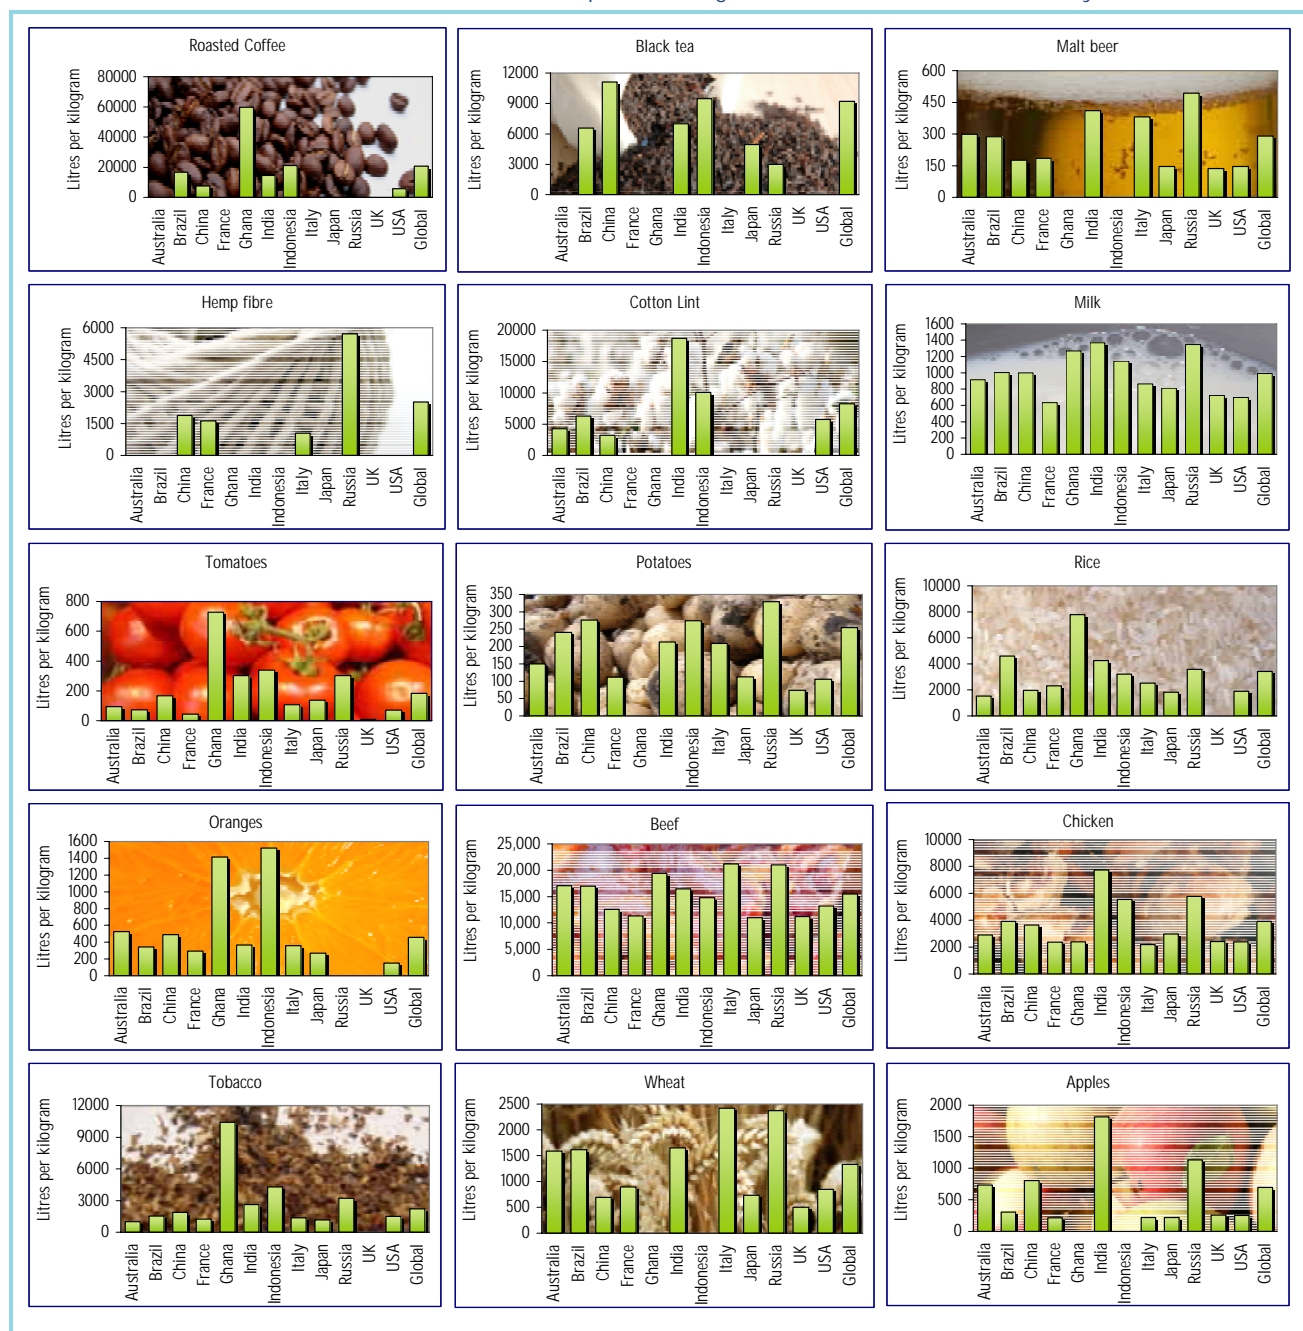 Roasted Coffee
Litres per kilogram
80000
60000
40000
20000
0
Australia
Brazil
China
France
Ghana
India
Indonesia
Italy
Japan
Russia
UK
USA
Global
Black tea
Litres per kilogram
12000
9000
6000
3000
0
Australia
Brazil
China
France
Ghana
India
Indonesia
Italy
Japan
Russia
UK
USA
Global
Malt beer
Litres per kilogram
600
450
300
150
0
Australia
Brazil
China
France
Ghana
India
Indonesia
Italy
Japan
Russia
UK
USA
Global
Hemp fibre
Litres per kilogram
6000
4500
3000
1500
0
Australia
Brazil
China
France
Ghana
India
Indonesia
Italy
Japan
Russia
UK
USA
Global
Cotton Lint
Litres per kilogram
20000
15000
10000
5000
0
Australia
Brazil
China
France
Ghana
India
Indonesia
Italy
Japan
Russia
UK
USA
Global
Milk
Litres per kilogram
1600
1400
1200
1000
800
600
400
200
0
Australia
Brazil
China
France
Ghana
India
Indonesia
Italy
Japan
Russia
UK
USA
Global
Tomatoes
Litres per kilogram
800
600
400
200
0
Australia
Brazil
China
France
Ghana
India
Indonesia
Italy
Japan
Russia
UK
USA
Global
Potatoes
Litres per kilogram
350
300
250
200
150
100
50
0
Australia
Brazil
China
France
Ghana
India
Indonesia
Italy
Japan
Russia
UK
USA
Global
Rice
Litres per kilogram
10000
8000
6000
4000
2000
0
Australia
Brazil
China
France
Ghana
India
Indonesia
Italy
Japan
Russia
UK
USA
Global
Oranges
Litres per kilogram
1600
1400
1200
1000
800
600
400
200
0
Australia
Brazil
China
France
Ghana
India
Indonesia
Italy
Japan
Russia
UK
USA
Global
Beef
Litres per kilogram
25,000
20,000
15,000
10,000
5,000
0
Australia
Brazil
China
France
Ghana
India
Indonesia
Italy
Japan
Russia
UK
USA
Global
Chicken
Litres per kilogram
10000
8000
6000
4000
2000
0
Australia
Brazil
China
France
Ghana
India
Indonesia
Italy
Japan
Russia
UK
USA
Global
Tobacco
Litres per kilogram
12000
9000
6000
3000
0
Australia
Brazil
China
France
Ghana
India
Indonesia
Italy
Japan
Russia
UK
USA
Global
Wheat
Litres per kilogram
2500
2000
1500
1000
500
0
Australia
Brazil
China
France
Ghana
India
Indonesia
Italy
Japan
Russia
UK
USA
Global
Apples
Litres per kilogram
2000
1500
1000
500
0
Australia
Brazil
China
France
Ghana
India
Indonesia
Italy
Japan
Russia
UK
USA
Global